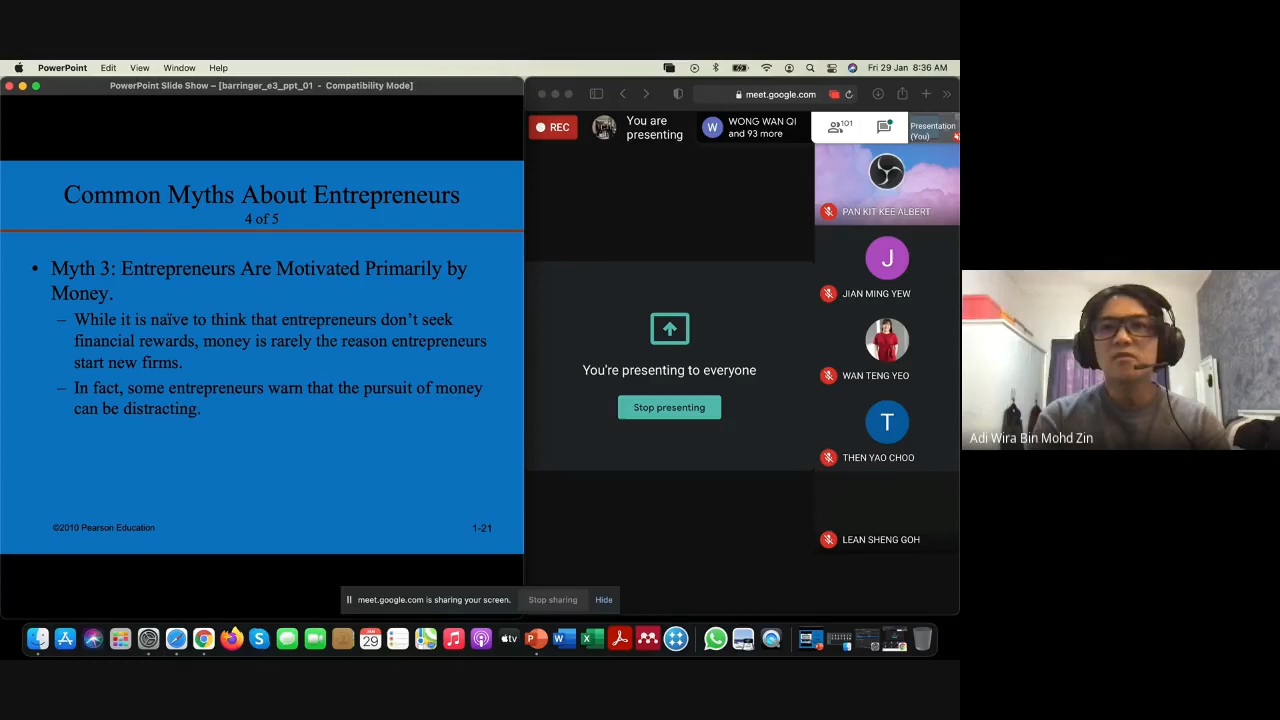 PowerPoint Edit View Window Help
Fri 29 Jan 8:36 AM
PowerPoint Slide Show – [barringer_e3_ppt_01 - Compatibility Mode]
meet.google.com
Common Myths About Entrepreneurs
4 of 5
• Myth 3: Entrepreneurs Are Motivated Primarily by
Money.
– While it is naïve to think that entrepreneurs don’t seek
financial rewards, money is rarely the reason entrepreneurs
start new firms.
– In fact, some entrepreneurs warn that the pursuit of money
can be distracting.
©2010 Pearson Education
1-21
REC
You are
presenting
W
WONG WAN QI
and 93 more
101
Presentation
(You)
PAN KIT KEE ALBERT
J
JIAN MING YEW
WAN TENG YEO
T
THEN YAO CHOO
LEAN SHENG GOH
You're presenting to everyone
Stop presenting
Adi Wira Bin Mohd Zin
meet.google.com is sharing your screen.
Stop sharing
Hide
JAN
29
tv